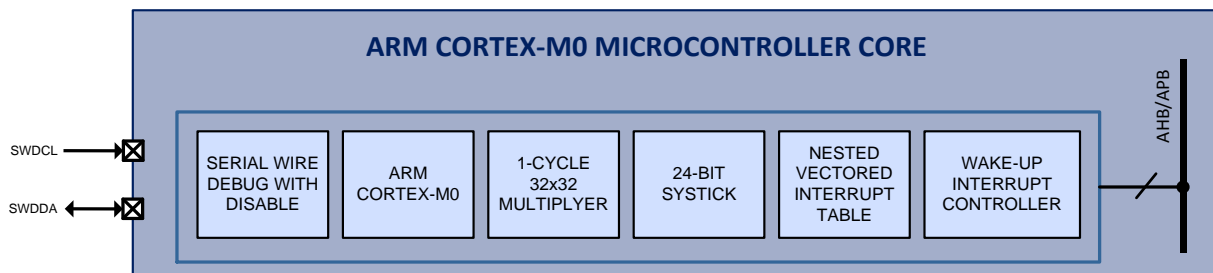 ARM CORTEX-M0 MICROCONTROLLER CORE
AHB/APB
SWDCL
SWDDA
SERIAL WIRE
DEBUG WITH
DISABLE
ARM
CORTEX-M0
1-CYCLE
32x32
MULTIPLYER
24-BIT
SYSTICK
NESTED
VECTORED
INTERRUPT
TABLE
WAKE-UP
INTERRUPT
CONTROLLER